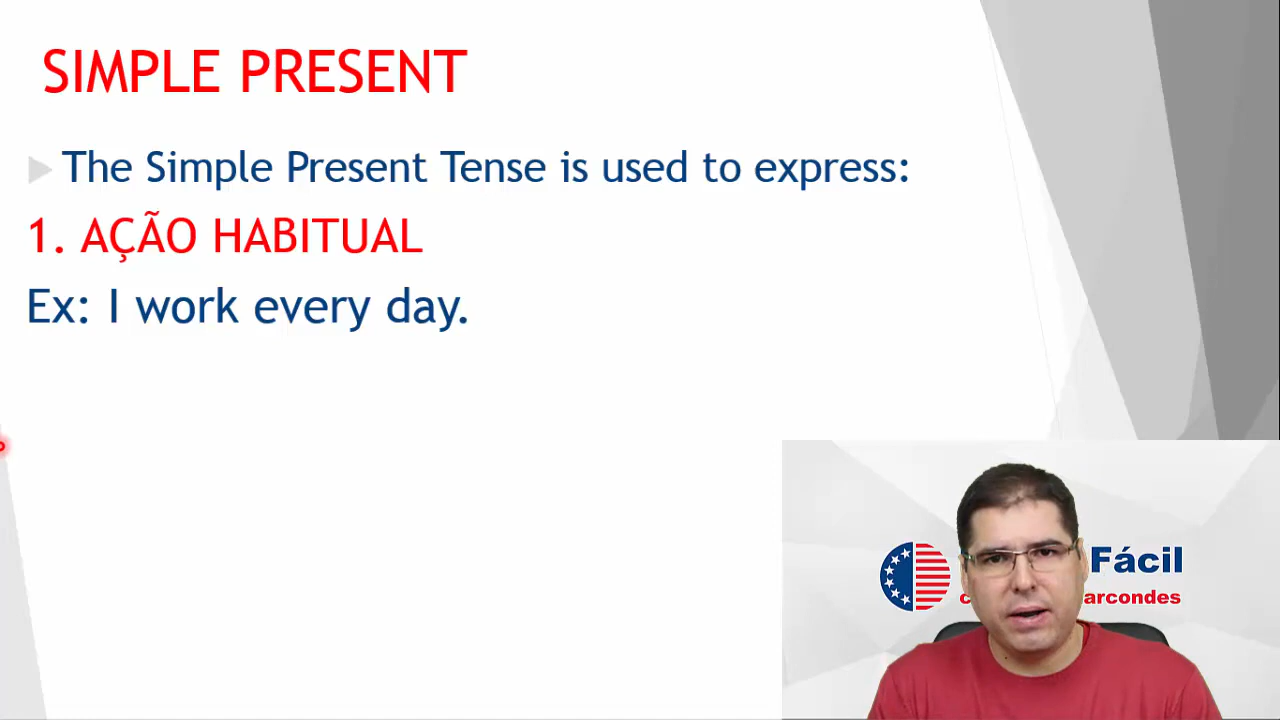 SIMPLE PRESENT
The Simple Present Tense is used to express:
1. AÇÃO HABITUAL
Ex: I work every day.
Fácil